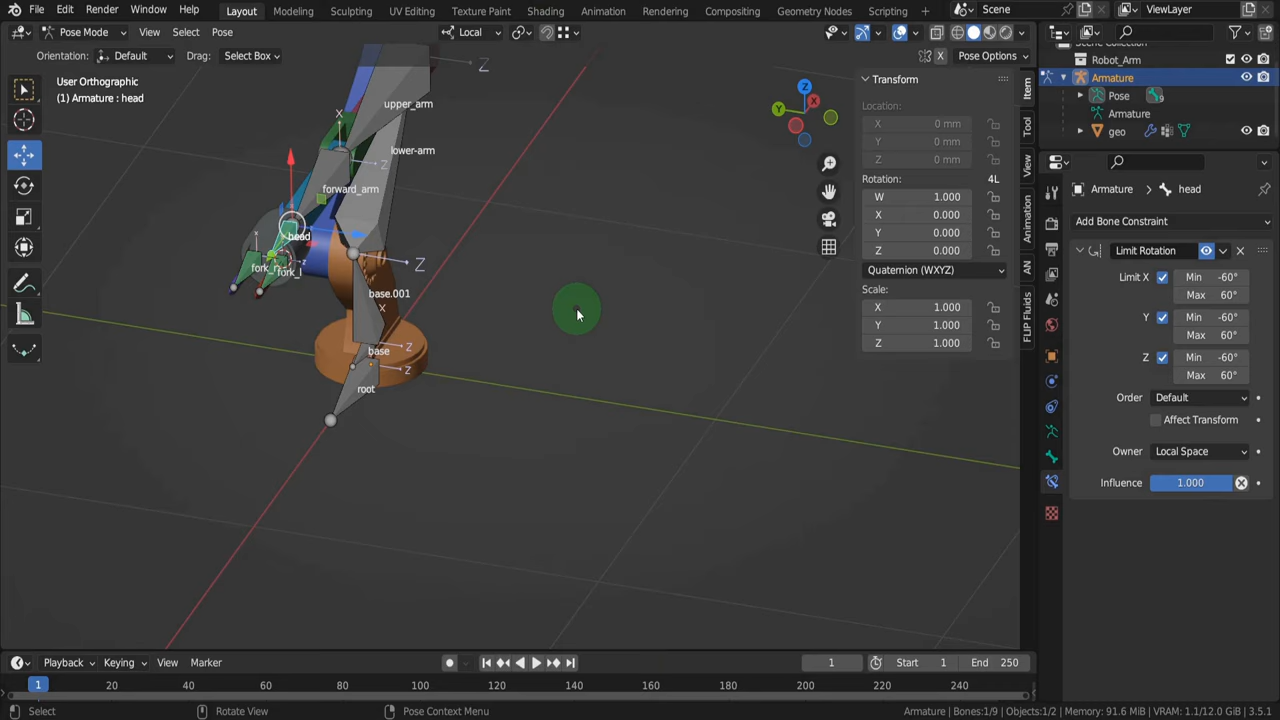 File Edit Render Window Help Layout Modeling Sculpting UV Editing Texture Paint Shading Animation Rendering Compositing Geometry Nodes Scripting Scene ViewLayer
Pose Mode View Select Pose Local
Orientation: Default Drag: Select Box X Pose Options
User Orthographic
(1) Armature : head
upper_arm
lower-arm
forward_arm
head
fork_l
base.001
base
root
X
Z
Y
Transform
Location:
X 0 mm
Y 0 mm
Z 0 mm
Rotation: 4L
W 1.000
X 0.000
Y 0.000
Z 0.000
Quaternion (WXYZ)
Scale:
X 1.000
Y 1.000
Z 1.000
Item
Tool
View
Animation
AN
FLIP Fluids
Robot_Arm
Armature
Pose 9
Armature
geo
Armature > head
Add Bone Constraint
Limit Rotation
Limit X Min -60°
Max 60°
Y Min -60°
Max 60°
Z Min -60°
Max 60°
Order Default
Affect Transform
Owner Local Space
Influence 1.000
Playback Keying View Marker 1 Start 1 End 250
1 20 40 60 80 100 120 140 160 180 200 220 240
Select Rotate View Pose Context Menu Armature | Bones:1/9 | Objects:1/2 | Memory: 91.6 MiB | VRAM: 1.1/12.0 GiB | 3.5.1